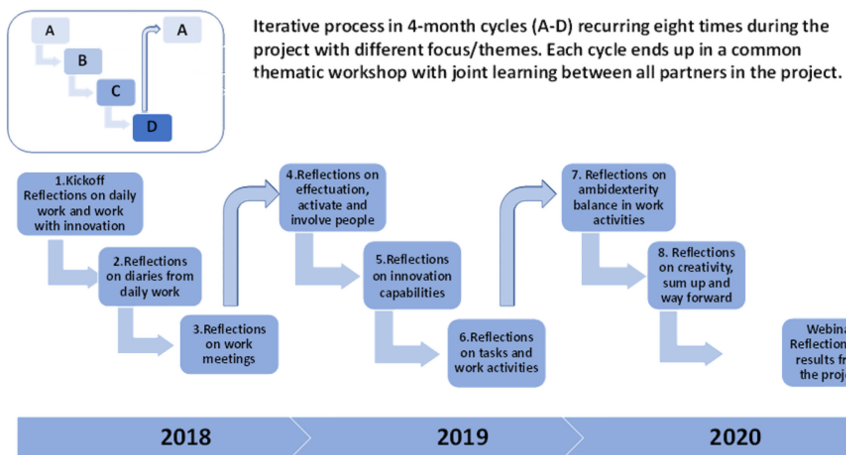 A
B
C
D
A
Iterative process in 4-month cycles (A-D) recurring eight times during the
project with different focus/themes. Each cycle ends up in a common
thematic workshop with joint learning between all partners in the project.
1.Kickoff
Reflections on daily
work and work
with innovation
2.Reflections
on diaries from
daily work
3.Reflections
on work
meetings
4.Reflections on
effectuation,
activate and
involve people
5.Reflections
on innovation
capabilities
6.Reflections
on tasks and
work activities
7. Reflections on
ambidexterity
balance in work
activities
8. Reflections
on creativity,
sum up and
way forward
Reflection
results
the
2018
2019
2020